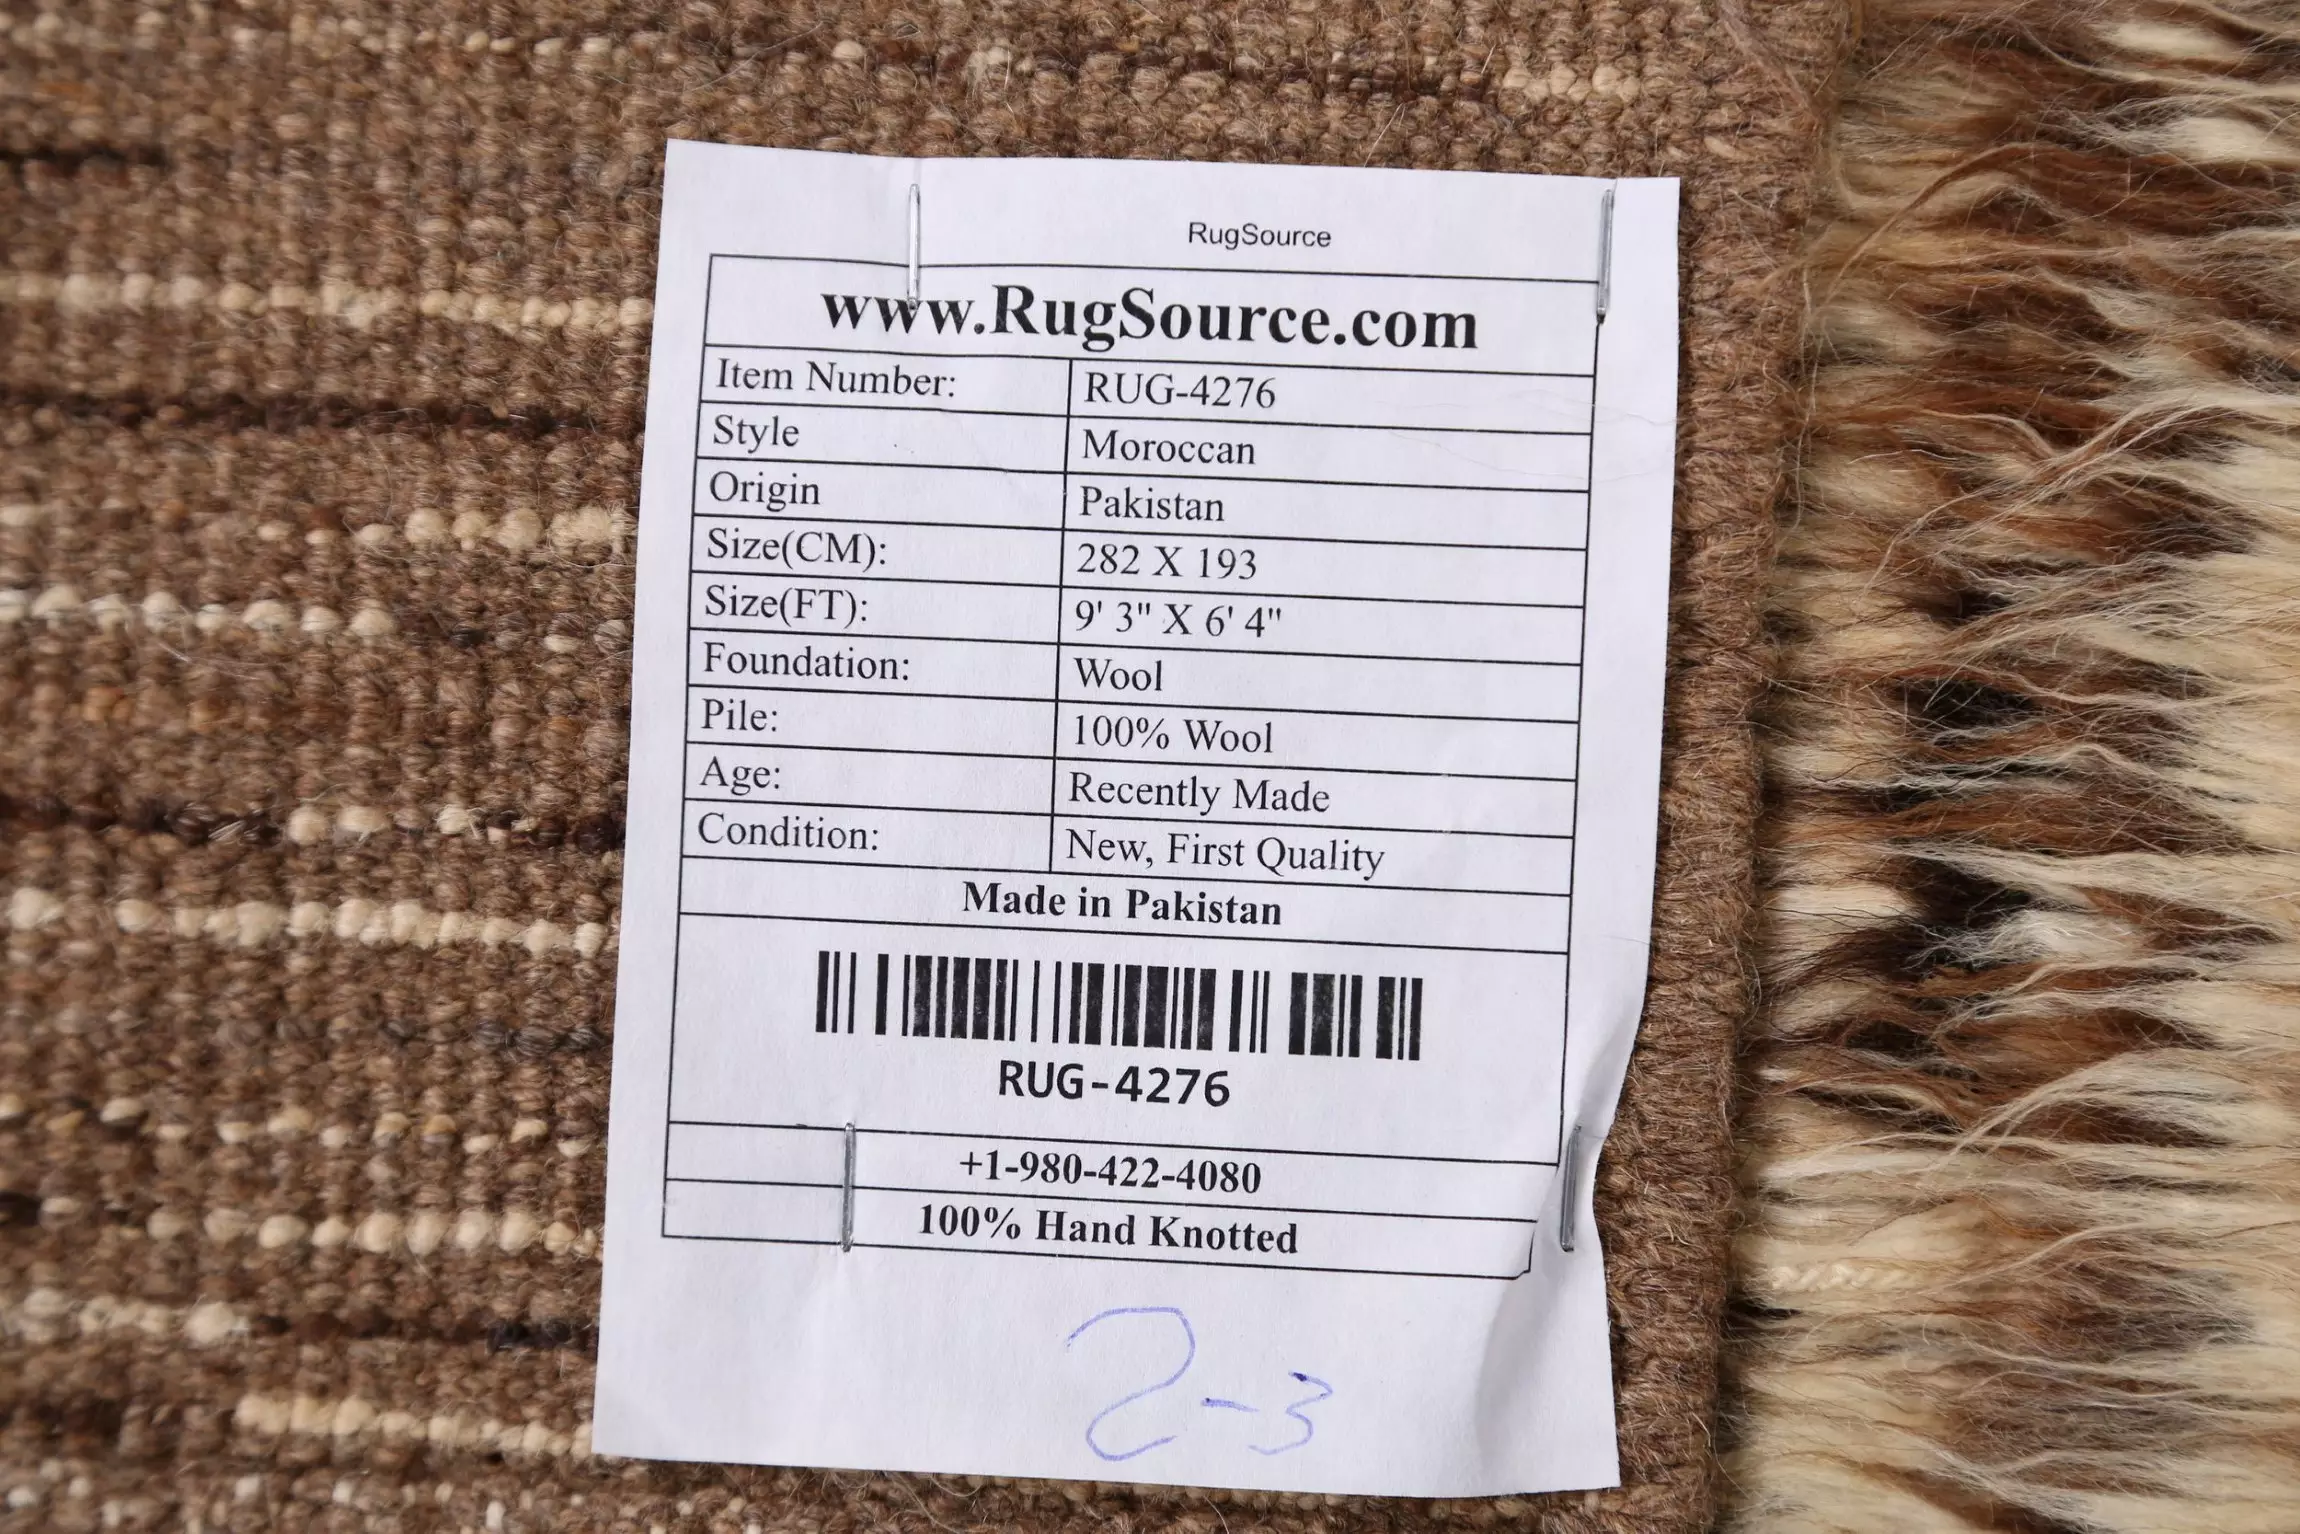 RugSource
www.RugSource.com
Item Number: RUG-4276
Style Moroccan
Origin Pakistan
Size(CM): 282 X 193
Size(FT): 9' 3" X 6' 4"
Foundation: Wool
Pile: 100% Wool
Age: Recently Made
Condition: New, First Quality
Made in Pakistan
RUG-4276
+1-980-422-4080
100% Hand Knotted
2-3